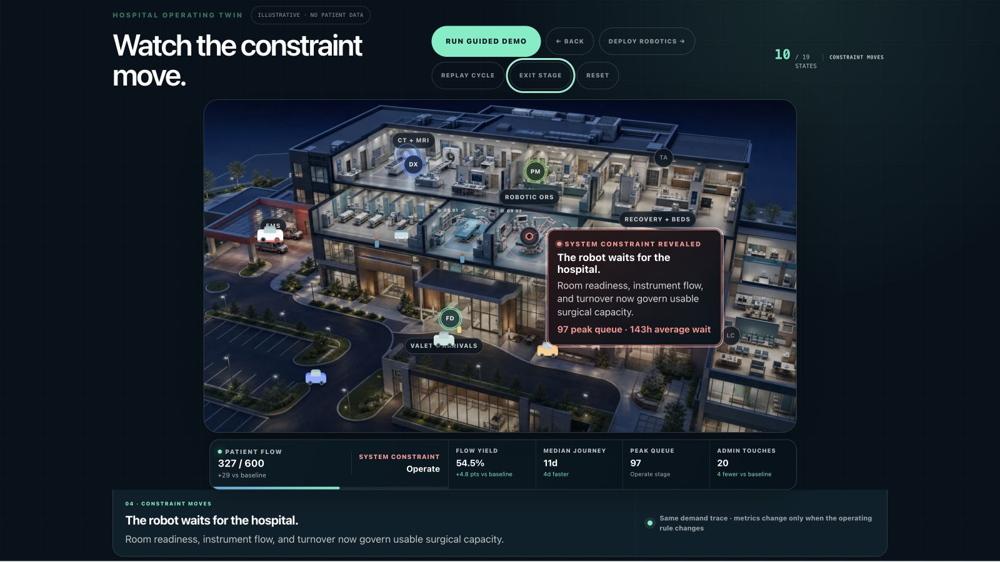 HOSPITAL OPERATING TWIN
ILLUSTRATIVE · NO PATIENT DATA
Watch the constraint
move.
RUN GUIDED DEMO
← BACK
DEPLOY ROBOTICS →
REPLAY CYCLE
EXIT STAGE
RESET
10 / 19
STATES
CONSTRAINT MOVES
CT + MRI
DX
PM
TA
ROBOTIC ORS
OR 01
OR 02
RECOVERY + BEDS
EMS
SYSTEM CONSTRAINT REVEALED
The robot waits for the
hospital.
Room readiness, instrument flow,
and turnover now govern usable
surgical capacity.
97 peak queue · 143h average wait
FD
LC
VALET + ARRIVALS
PATIENT FLOW
327 / 600
+29 vs baseline
SYSTEM CONSTRAINT
Operate
FLOW YIELD
54.5%
+4.8 pts vs baseline
MEDIAN JOURNEY
11d
4d faster
PEAK QUEUE
97
Operate stage
ADMIN TOUCHES
20
4 fewer vs baseline
04 · CONSTRAINT MOVES
The robot waits for the hospital.
Room readiness, instrument flow, and turnover now govern usable surgical capacity.
Same demand trace · metrics change only when the operating
rule changes